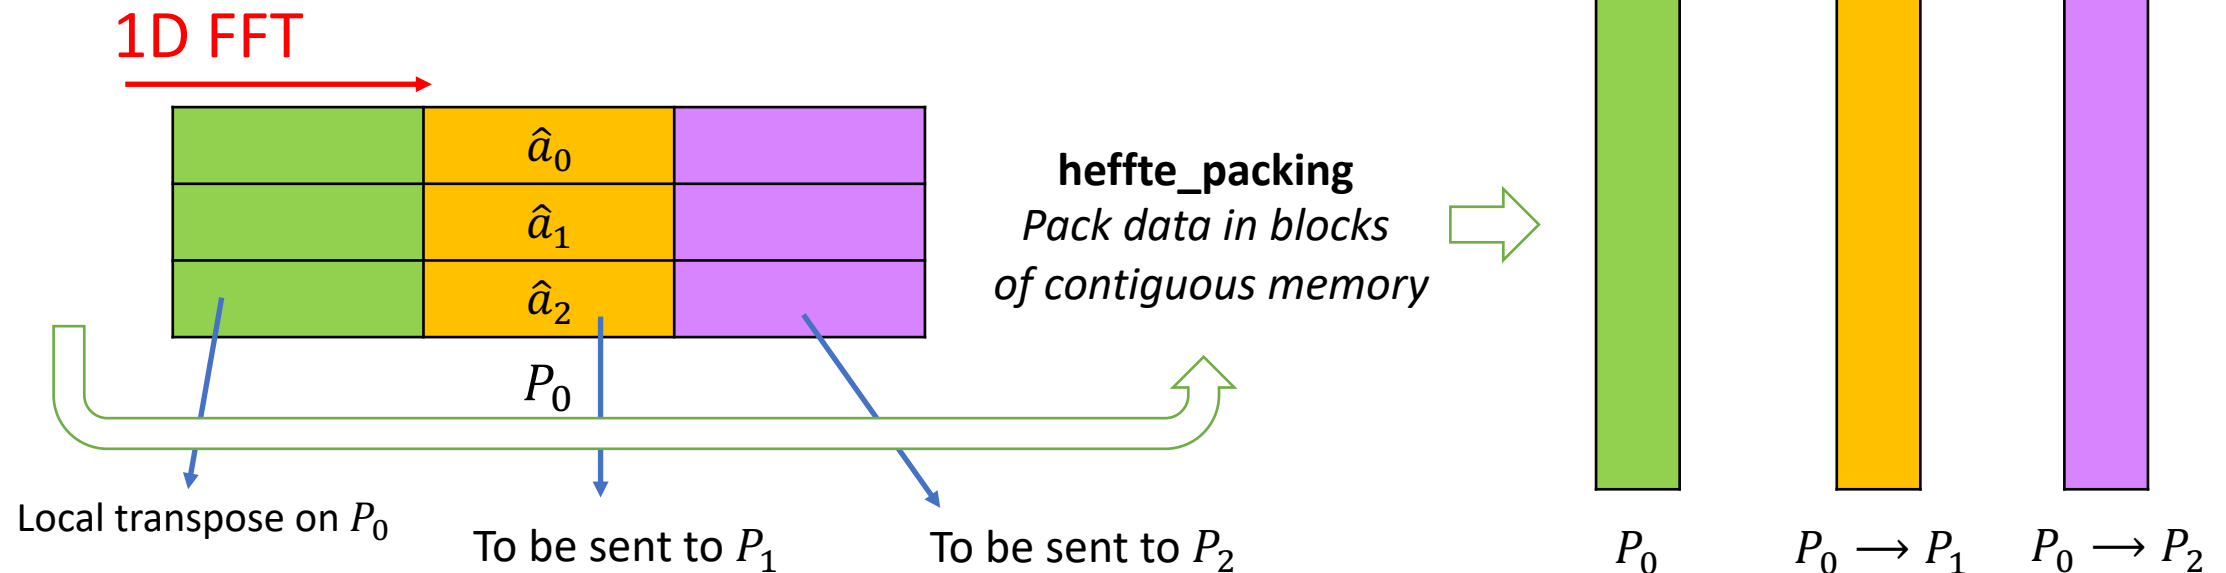 1D FFT
â₀
â₁
â₂
P₀
heffte_packing
Pack data in blocks
of contiguous memory
Local transpose on P₀
To be sent to P₁
To be sent to P₂
P₀
P₀ ⟶ P₁
P₀ ⟶ P₂